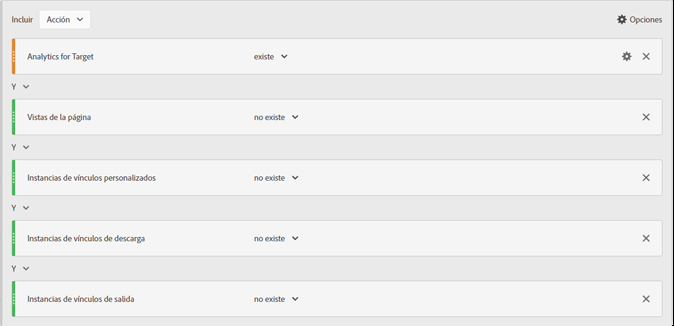 Incluir Acción Opciones
Analytics for Target existe
Y
Vistas de la página no existe
Y
Instancias de vínculos personalizados no existe
Y
Instancias de vínculos de descarga no existe
Y
Instancias de vínculos de salida no existe